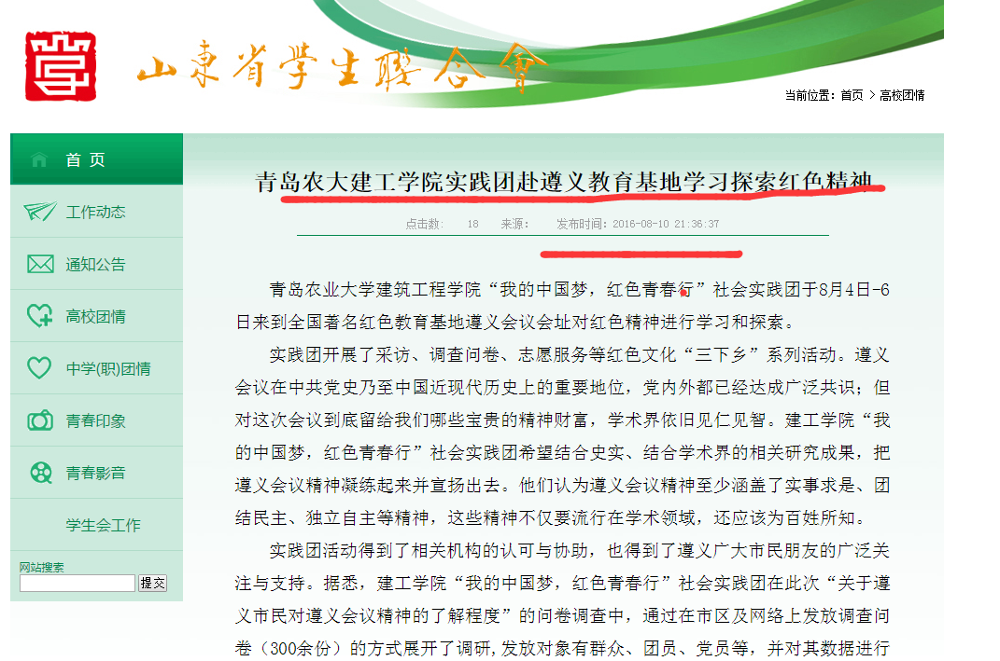 山东省学生联合會
当前位置：首页 > 高校团情
首 页
工作动态
通知公告
高校团情
中学(职)团情
青春印象
青春影音
学生会工作
网站搜索
提交
青岛农大建工学院实践团赴遵义教育基地学习探索红色精神
点击数: 18 来源: 发布时间：2016-08-10 21:36:37
青岛农业大学建筑工程学院“我的中国梦，红色青春行”社会实践团于8月4日-6
日来到全国著名红色教育基地遵义会议会址对红色精神进行学习和探索。
实践团开展了采访、调查问卷、志愿服务等红色文化“三下乡”系列活动。遵义
会议在中共党史乃至中国近现代历史上的重要地位，党内外都已经达成广泛共识；但
对这次会议到底留给我们哪些宝贵的精神财富，学术界依旧见仁见智。建工学院“我
的中国梦，红色青春行”社会实践团希望结合史实、结合学术界的相关研究成果，把
遵义会议精神凝练起来并宣扬出去。他们认为遵义会议精神至少涵盖了实事求是、团
结民主、独立自主等精神，这些精神不仅要流行在学术领域，还应该为百姓所知。
实践团活动得到了相关机构的认可与协助，也得到了遵义广大市民朋友的广泛关
注与支持。据悉，建工学院“我的中国梦，红色青春行”社会实践团在此次“关于遵
义市民对遵义会议精神的了解程度”的问卷调查中，通过在市区及网络上发放调查问
卷（300余份）的方式展开了调研,发放对象有群众、团员、党员等，并对其数据进行